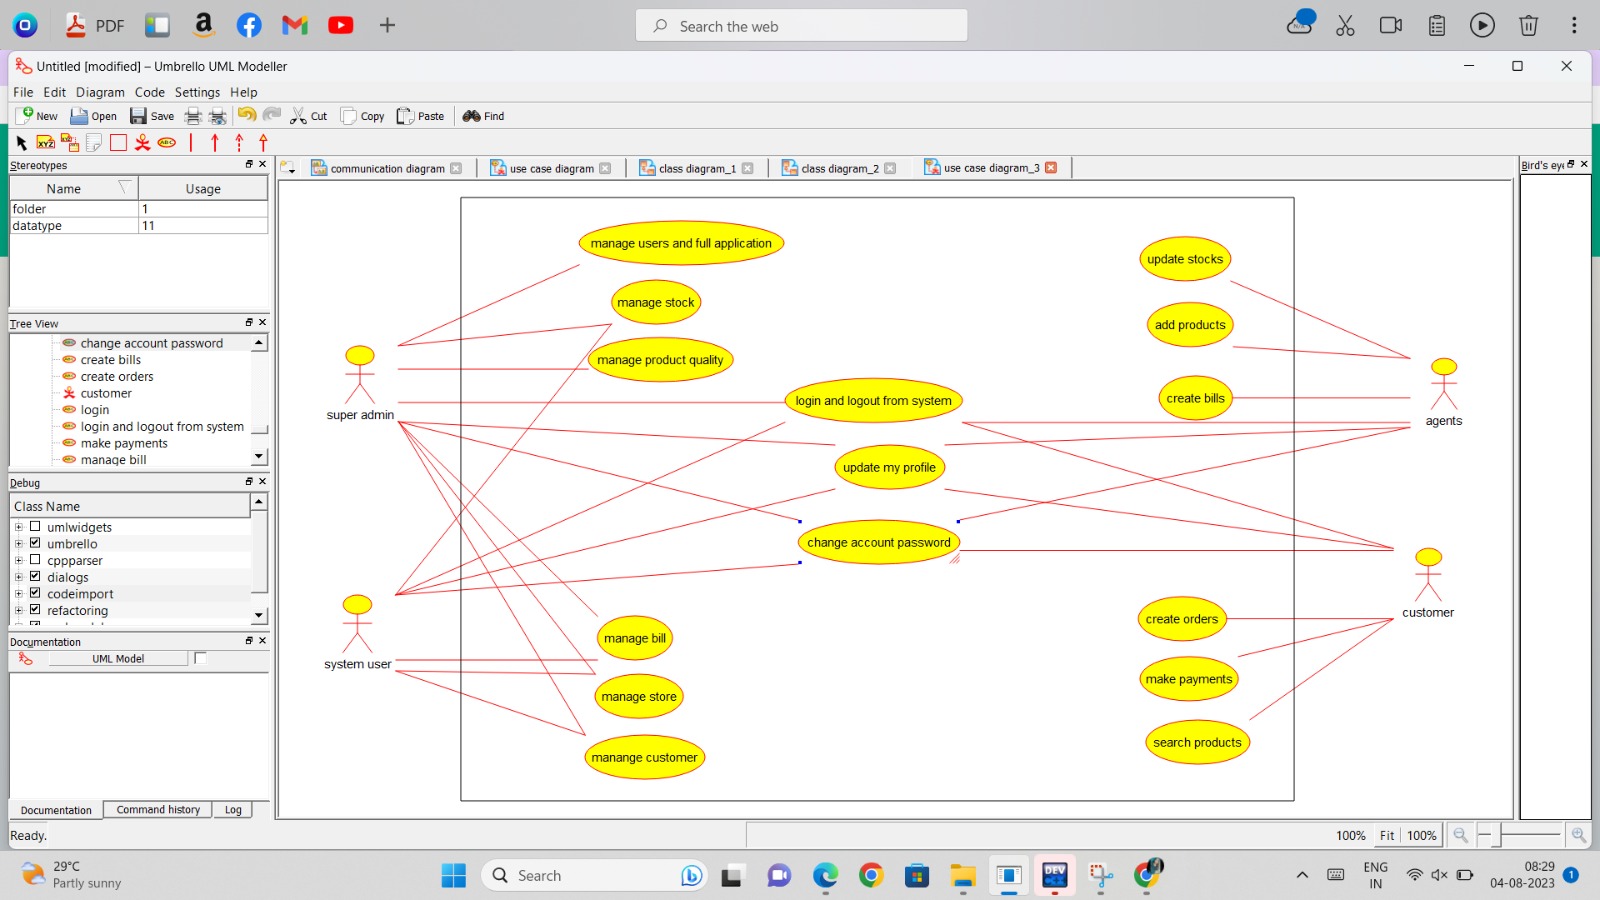 PDF
Search the web
Untitled [modified] – Umbrello UML Modeller
File Edit Diagram Code Settings Help
New Open Save Cut Copy Paste Find
Stereotypes
Name Usage
folder 1
datatype 11
Tree View
change account password
create bills
create orders
customer
login
login and logout from system
make payments
manage bill
Debug
Class Name
umlwidgets
umbrello
cppparser
dialogs
codeimport
refactoring
Documentation
UML Model
Documentation Command history Log
Ready.
communication diagram use case diagram class diagram_1 class diagram_2 use case diagram_3
Bird's eye
manage users and full application
manage stock
manage product quality
super admin
login and logout from system
update my profile
change account password
system user
manage bill
manage store
manange customer
update stocks
add products
create bills
agents
customer
create orders
make payments
search products
100% Fit 100%
29°C
Partly sunny
Search
DEV
ENG
IN
08:29
04-08-2023
1